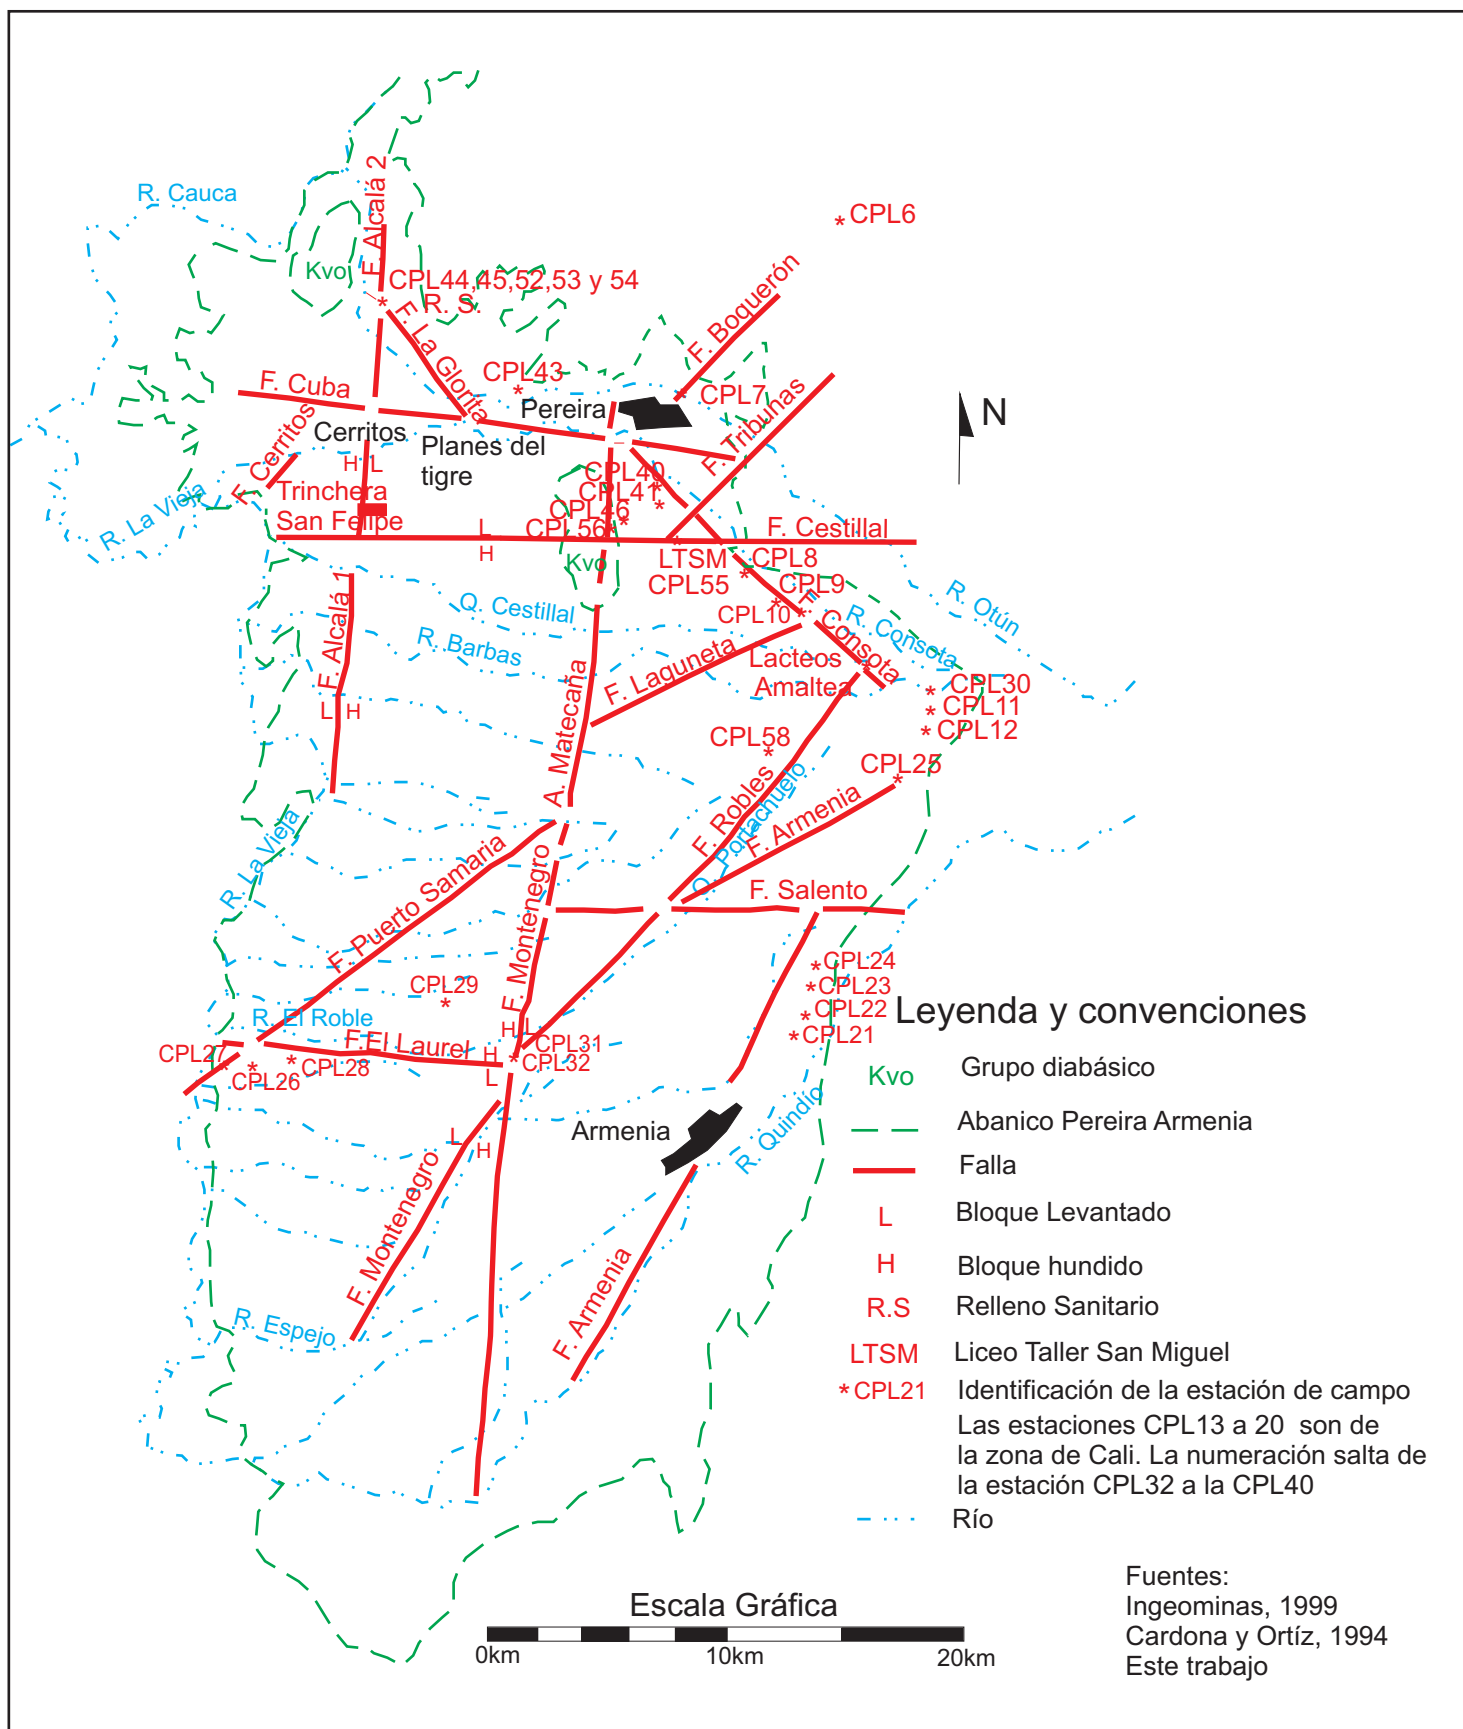 R. Cauca
F. Alcalá 2
CPL6
Kvo
CPL44,45,52,53 y 54
R. S.
F. Boquerón
F. La Glorita
CPL43
F. Cuba
CPL7
Pereira
F. Tribunas
N
Cerritos
Planes del
tigre
F. Cerritos
H
L
CPL40
Trinchera
CPL41
R. La Vieja
San Felipe
CPL46
CPL56
L
F. Cestillal
H
Kvo
LTSM
CPL8
CPL55
CPL9
R. Otún
F. Alcalá 1
Q. Cestillal
CPL10
F. Consota
R. Consota
R. Barbas
F. Laguneta
Lacteos
Amaltea
CPL30
L
H
CPL11
CPL12
A. Matecaña
CPL58
CPL25
F. Robles
Q. Portachuelo
F. Armenia
R. La Vieja
F. Puerto Samaria
F. Montenegro
F. Salento
CPL24
CPL29
CPL23
CPL22
R. El Roble
H
L
CPL21
F.El Laurel
CPL31
CPL27
H
CPL32
CPL28
CPL26
L
Armenia
R. Quindio
L
H
F. Montenegro
R. Espejo
F. Armenia
Leyenda y convenciones
Kvo Grupo diabásico
Abanico Pereira Armenia
Falla
L Bloque Levantado
H Bloque hundido
R.S Relleno Sanitario
LTSM Liceo Taller San Miguel
*CPL21 Identificación de la estación de campo
Las estaciones CPL13 a 20 son de
la zona de Cali. La numeración salta de
la estación CPL32 a la CPL40
Río
Escala Gráfica
0km 10km 20km
Fuentes:
Ingeominas, 1999
Cardona y Ortíz, 1994
Este trabajo